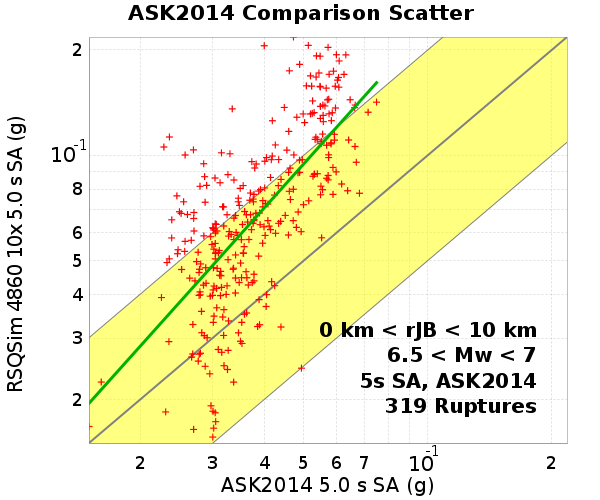 ASK2014 Comparison Scatter
RSQSim 4860 10x 5.0 s SA (g)
2
10-1
8
6
5
4
3
2
0 km < rJB < 10 km
6.5 < Mw < 7
5s SA, ASK2014
319 Ruptures
2 3 4 5 6 7 10-1 2
ASK2014 5.0 s SA (g)